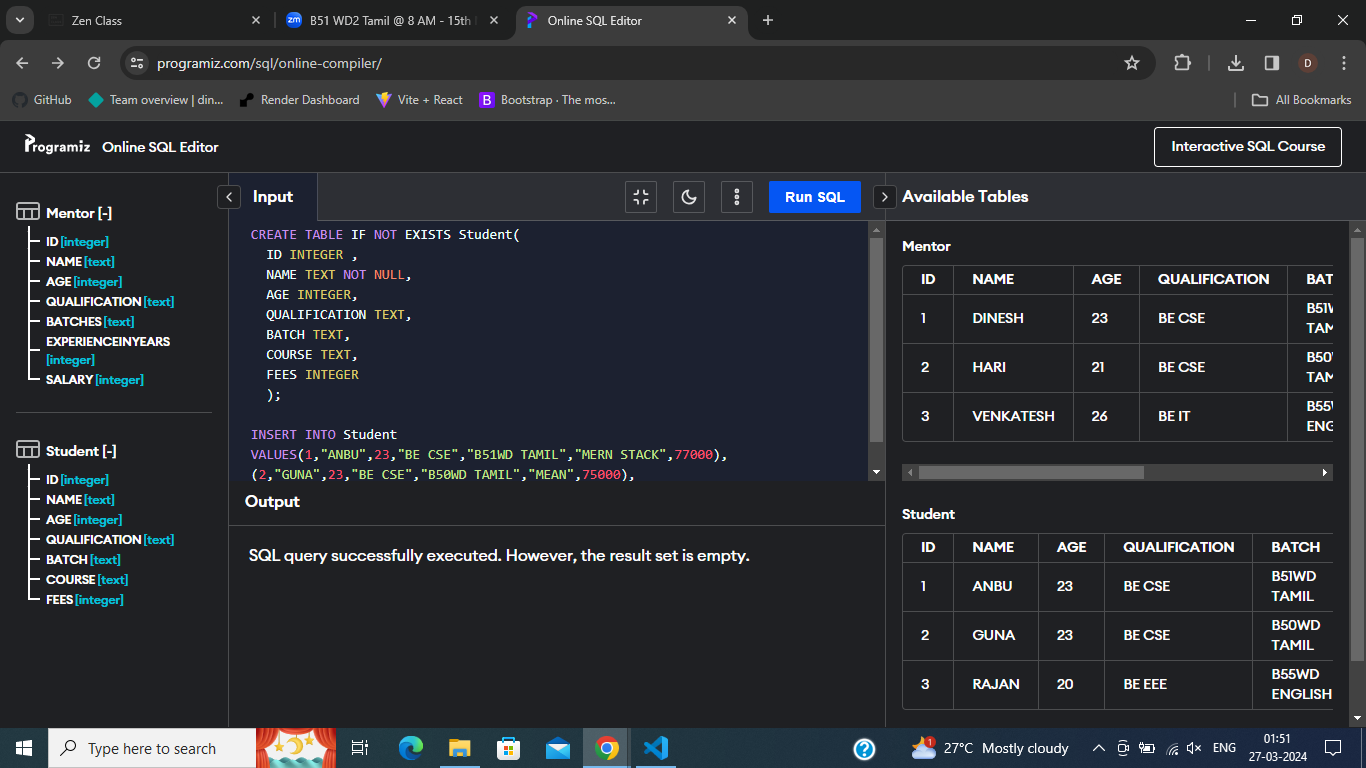 Zen Class
B51 WD2 Tamil @ 8 AM - 15th
Online SQL Editor
programiz.com/sql/online-compiler/
D
GitHub
Team overview | din...
Render Dashboard
Vite + React
Bootstrap · The mos...
All Bookmarks
Programiz
Online SQL Editor
Interactive SQL Course
Mentor [-]
ID [integer]
NAME [text]
AGE [integer]
QUALIFICATION [text]
BATCHES [text]
EXPERIENCEINYEARS
[integer]
SALARY [integer]
Student [-]
ID [integer]
NAME [text]
AGE [integer]
QUALIFICATION [text]
BATCH [text]
COURSE [text]
FEES [integer]
Input
Run SQL
CREATE TABLE IF NOT EXISTS Student(
ID INTEGER ,
NAME TEXT NOT NULL,
AGE INTEGER,
QUALIFICATION TEXT,
BATCH TEXT,
COURSE TEXT,
FEES INTEGER
);
INSERT INTO Student
VALUES(1,"ANBU",23,"BE CSE","B51WD TAMIL","MERN STACK",77000),
(2,"GUNA",23,"BE CSE","B50WD TAMIL","MEAN",75000),
Output
SQL query successfully executed. However, the result set is empty.
Available Tables
Mentor
ID NAME AGE QUALIFICATION BAT
1 DINESH 23 BE CSE B51W
TAM
2 HARI 21 BE CSE B50
TAM
3 VENKATESH 26 BE IT B55
ENG
Student
ID NAME AGE QUALIFICATION BATCH
1 ANBU 23 BE CSE B51WD
TAMIL
2 GUNA 23 BE CSE B50WD
TAMIL
3 RAJAN 20 BE EEE B55WD
ENGLISH
Type here to search
1
27°C Mostly cloudy
ENG
01:51
27-03-2024